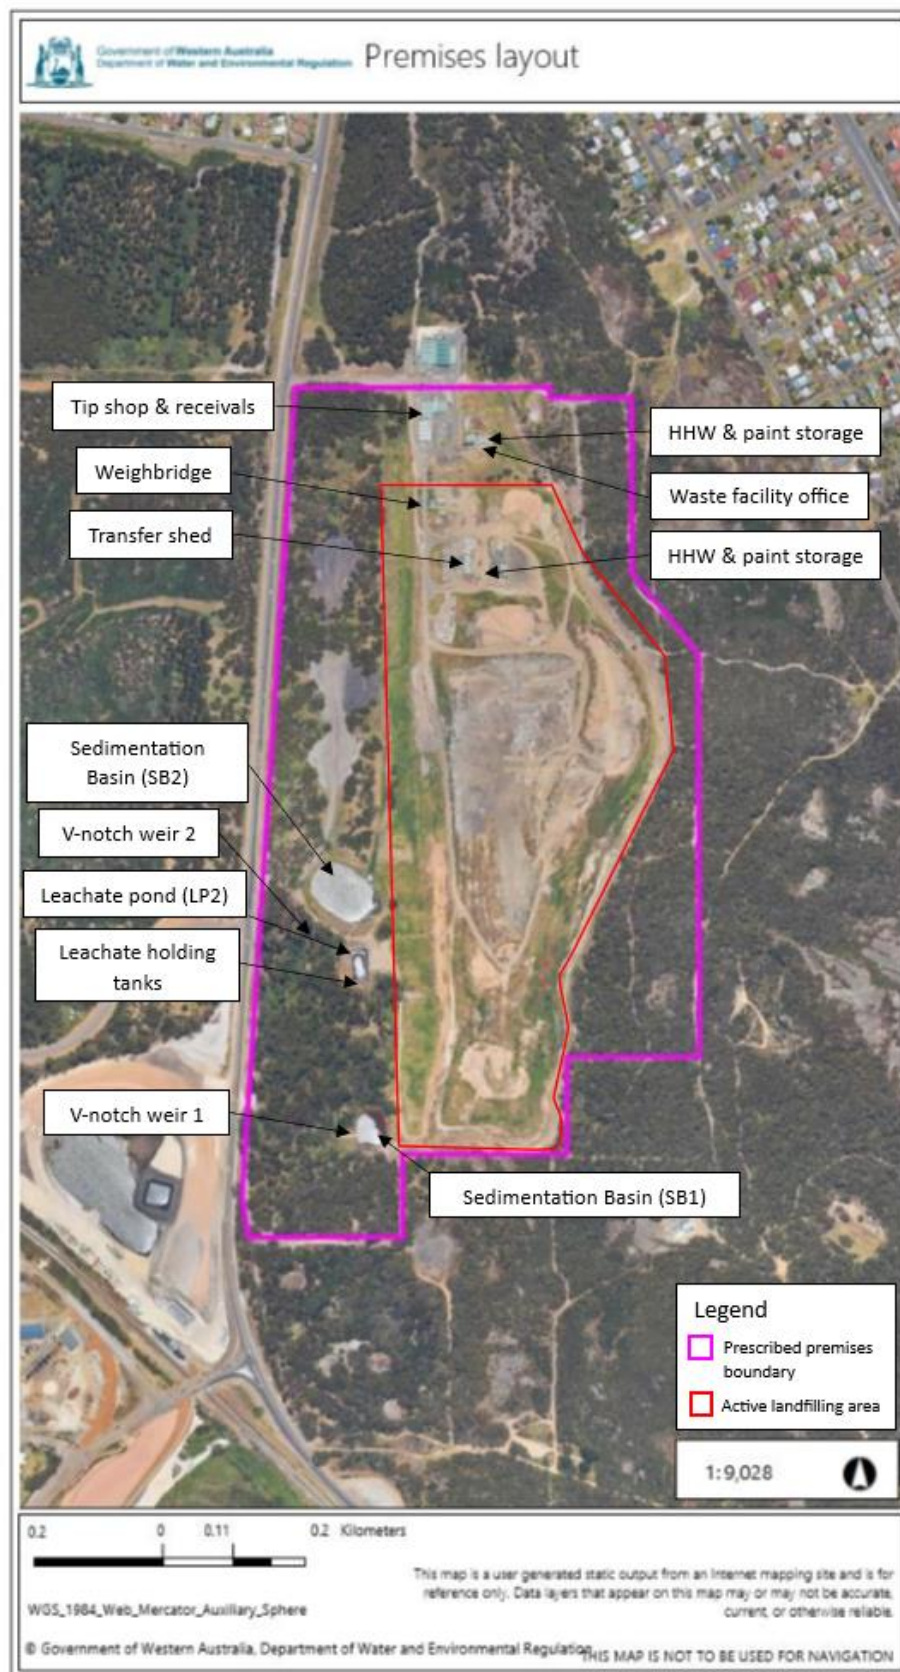 Government of Western Australia
Department of Water and Environmental Regulation
Premises layout
Tip shop & receivals
HHW & paint storage
Weighbridge
Waste facility office
Transfer shed
HHW & paint storage
Sedimentation
Basin (SB2)
V-notch weir 2
Leachate pond (LP2)
Leachate holding
tanks
V-notch weir 1
Sedimentation Basin (SB1)
Legend
Prescribed premises
boundary
Active landfilling area
1:9,028
0.2 0 0.11 0.2 Kilometers
This map is a user generated static output from an Internet mapping site and is for
reference only. Data layers that appear on this map may or may not be accurate,
current, or otherwise reliable.
WGS_1984_Web_Mercator_Auxiliary_Sphere
© Government of Western Australia, Department of Water and Environmental Regulation
THIS MAP IS NOT TO BE USED FOR NAVIGATION